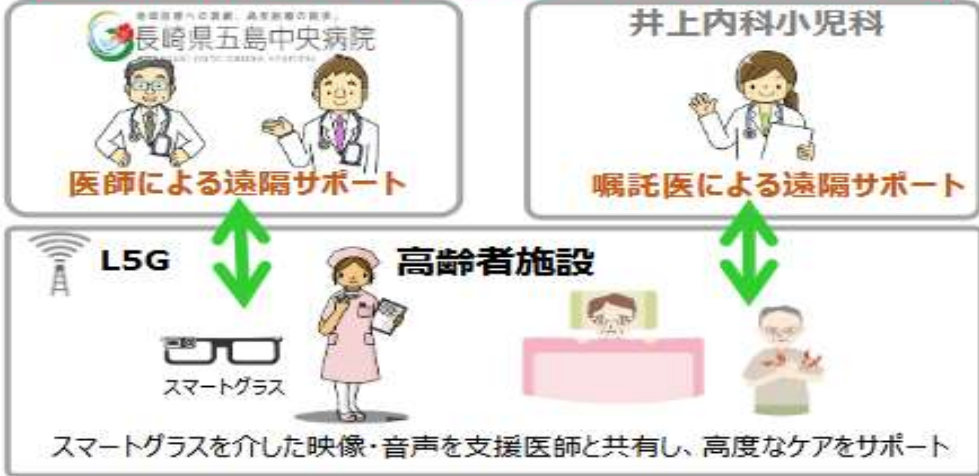 長崎県五島中央病院
医師による遠隔サポート
井上内科小児科
嘱託医による遠隔サポート
L5G
高齢者施設
スマートグラス
スマートグラスを介した映像・音声を支援医師と共有し、高度なケアをサポート